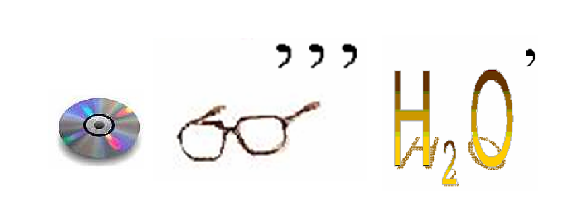 , , ,
,
H2O